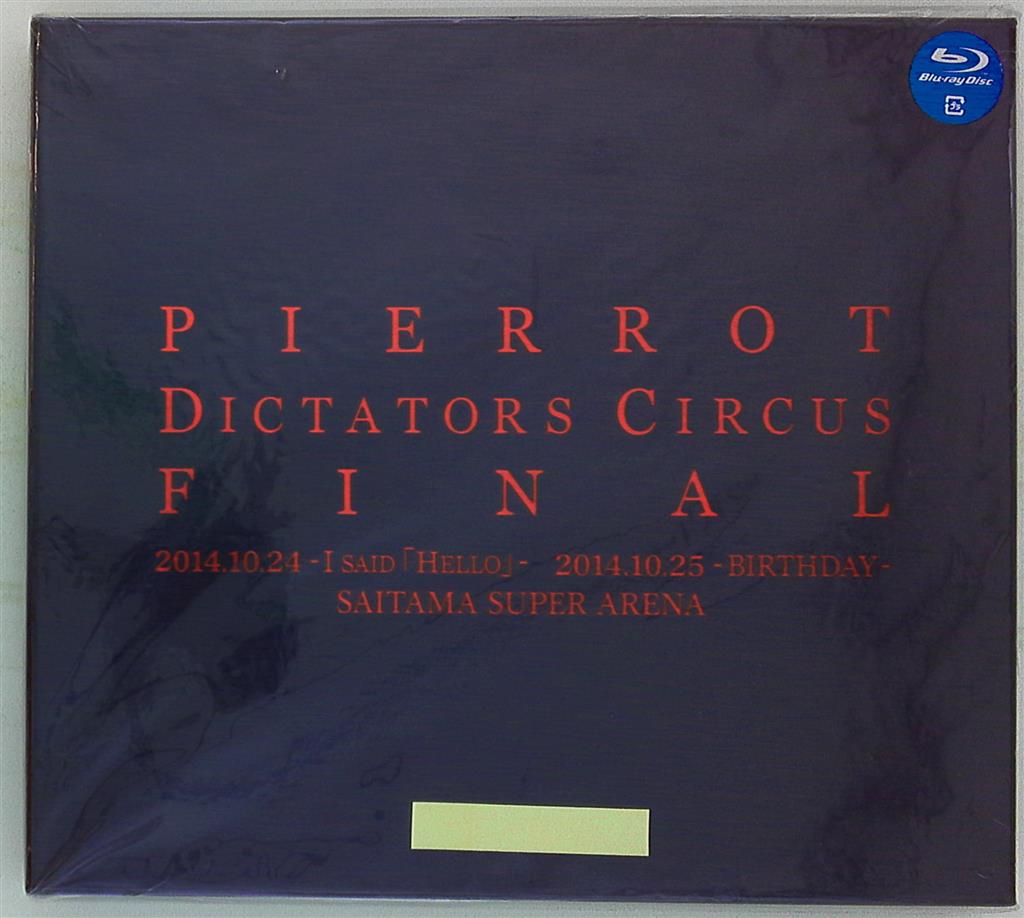 Blu-ray Disc
PIERROT
DICTATORS CIRCUS
FINAL
2014.10.24 -I SAID「HELLO」- 2014.10.25 -BIRTHDAY-
SAITAMA SUPER ARENA